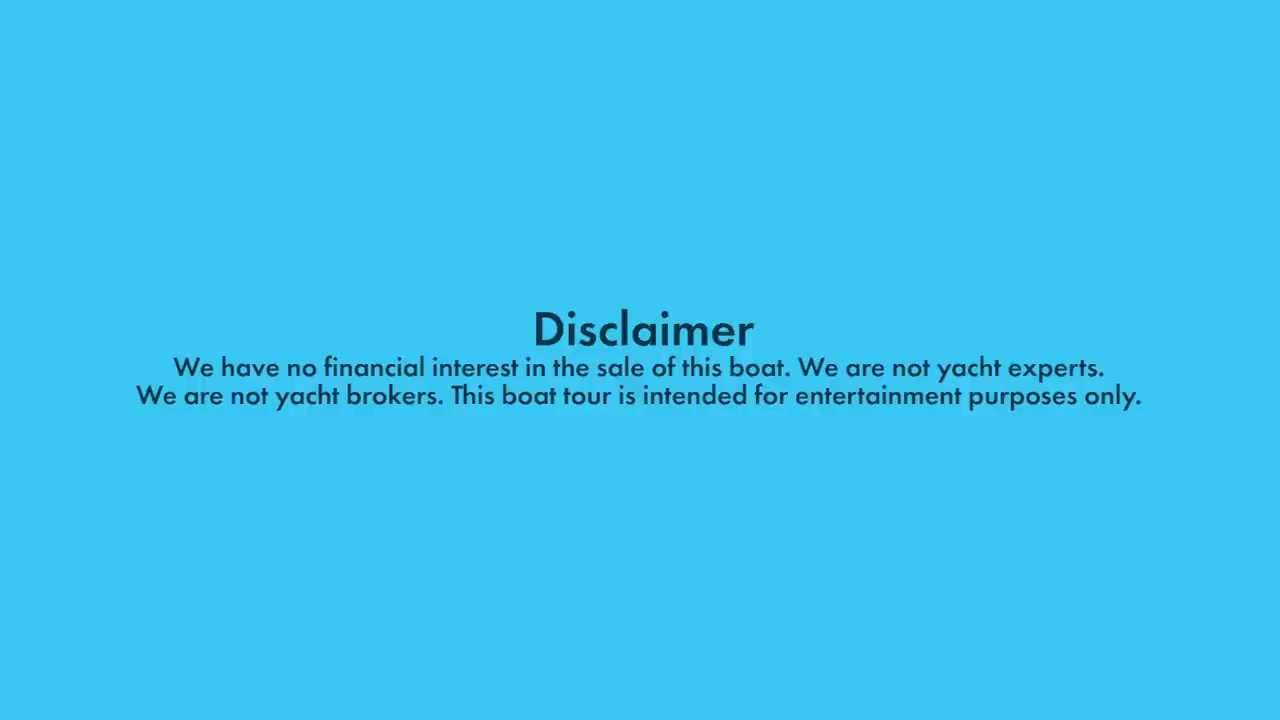 Disclaimer
We have no financial interest in the sale of this boat. We are not yacht experts.
We are not yacht brokers. This boat tour is intended for entertainment purposes only.